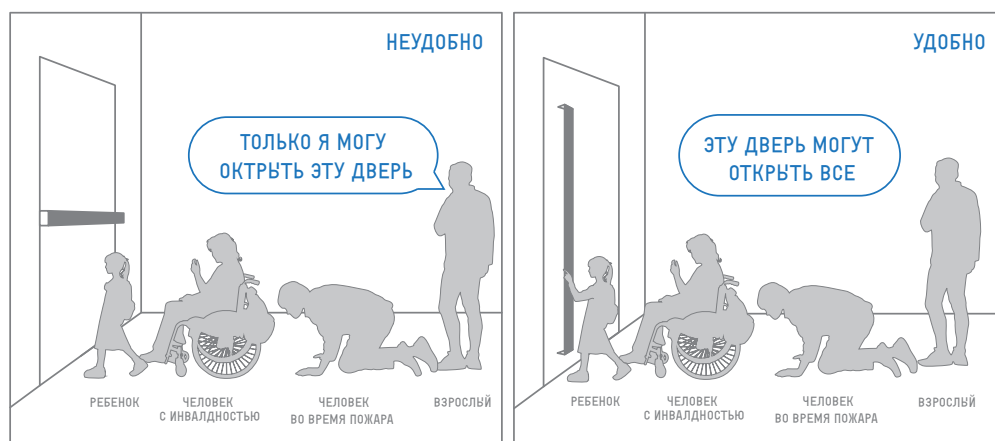 НЕУДОБНО
ТОЛЬКО Я МОГУ
ОКТРЫТЬ ЭТУ ДВЕРЬ
РЕБЕНОК
ЧЕЛОВЕК
С ИНВАЛДНОСТЬЮ
ЧЕЛОВЕК
ВО ВРЕМЯ ПОЖАРА
ВЗРОСЛЫЙ
УДОБНО
ЭТУ ДВЕРЬ МОГУТ
ОТКРЫТЬ ВСЕ
РЕБЕНОК
ЧЕЛОВЕК
С ИНВАЛДНОСТЬЮ
ЧЕЛОВЕК
ВО ВРЕМЯ ПОЖАРА
ВЗРОСЛЫЙ